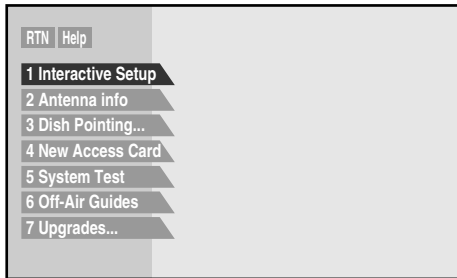 RTN Help
1 Interactive Setup
2 Antenna info
3 Dish Pointing...
4 New Access Card
5 System Test
6 Off-Air Guides
7 Upgrades...